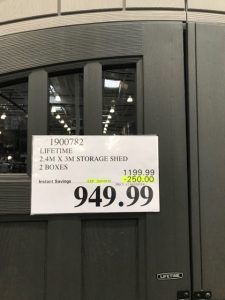 1900782
LIFETIME
2.4M X 3M STORAGE SHED
2 BOXES
1199.99
Instant Savings
-250.00
949.99
LIFETIME